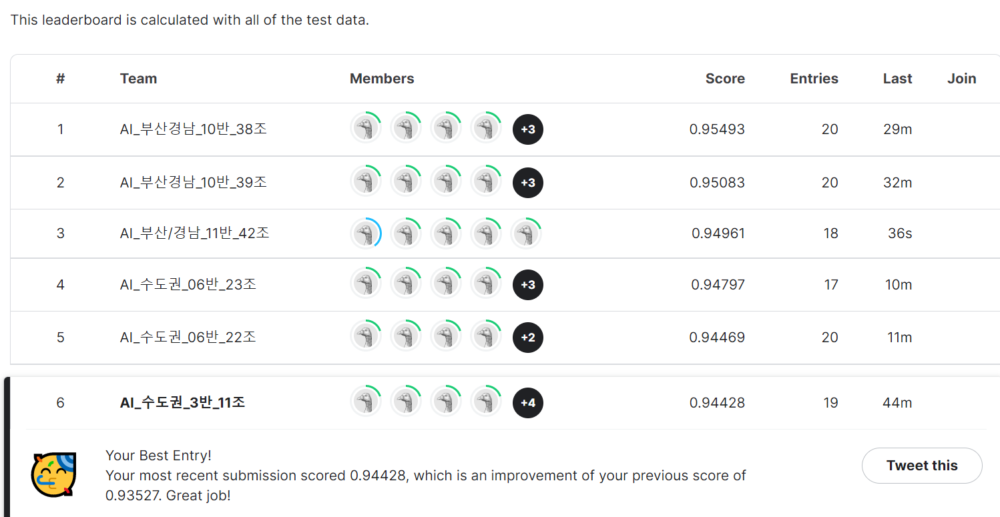 This leaderboard is calculated with all of the test data.
# Team Members Score Entries Last Join
1 AI_부산경남_10반_38조 +3 0.95493 20 29m
2 AI_부산경남_10반_39조 +3 0.95083 20 32m
3 AI_부산/경남_11반_42조 0.94961 18 36s
4 AI_수도권_06반_23조 +3 0.94797 17 10m
5 AI_수도권_06반_22조 +2 0.94469 20 11m
6 AI_수도권_3반_11조 +4 0.94428 19 44m
Your Best Entry!
Your most recent submission scored 0.94428, which is an improvement of your previous score of
0.93527. Great job!
Tweet this